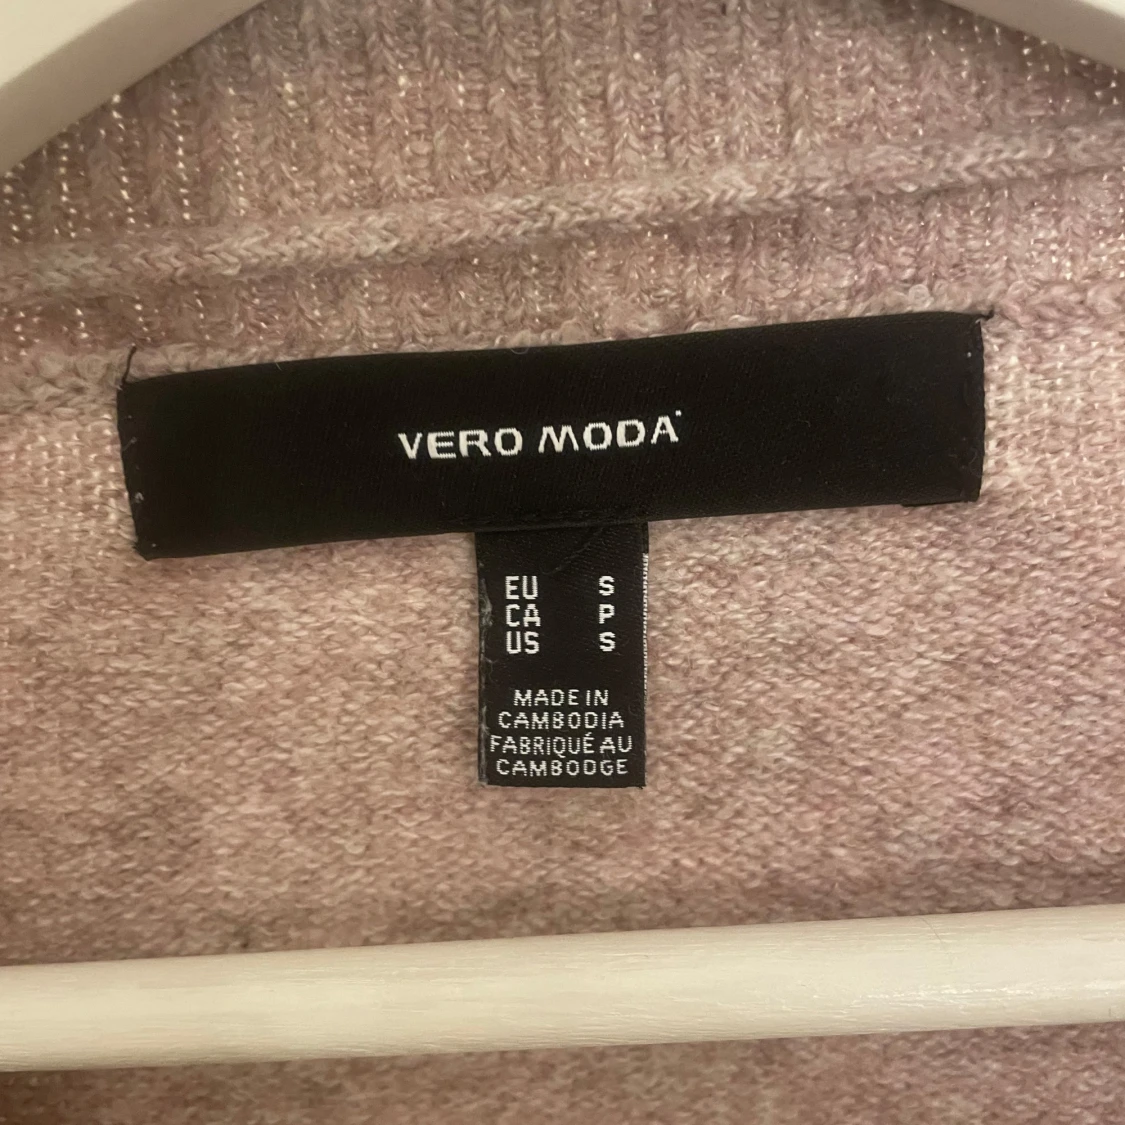 VERO MODA
EU S
CA P
US S
MADE IN
CAMBODIA
FABRIQUÉ AU
CAMBODGE